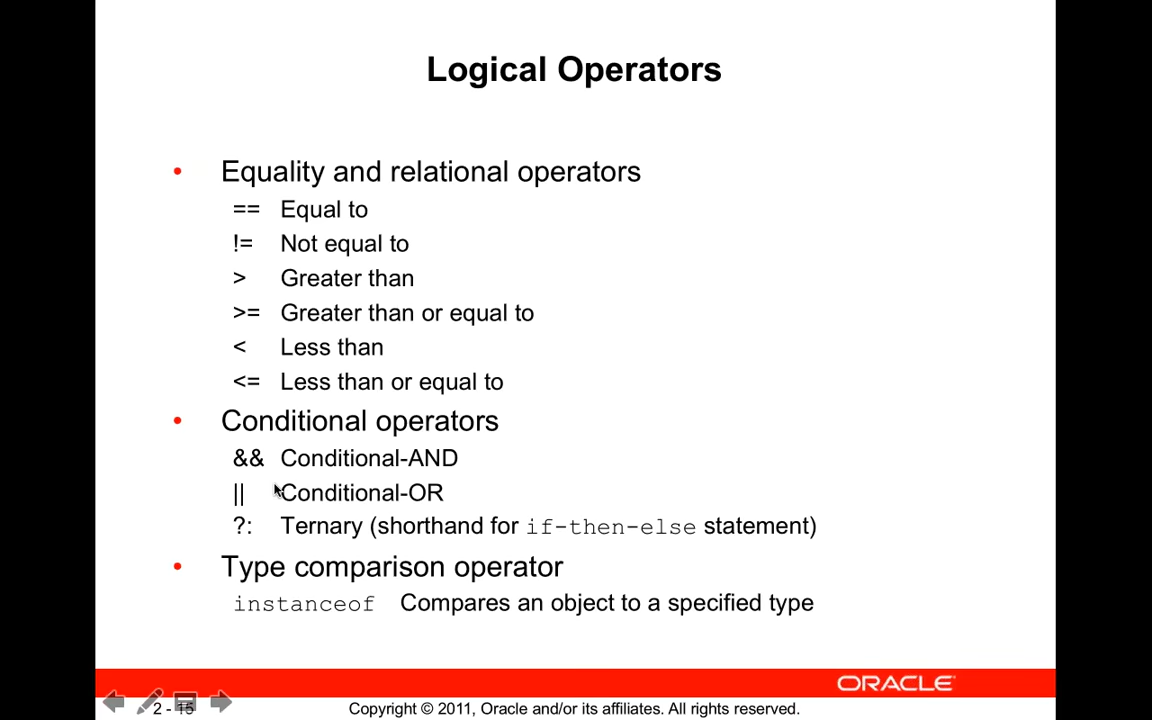 Logical Operators
• Equality and relational operators
== Equal to
!= Not equal to
> Greater than
>= Greater than or equal to
< Less than
<= Less than or equal to
• Conditional operators
&& Conditional-AND
|| Conditional-OR
?: Ternary (shorthand for if-then-else statement)
• Type comparison operator
instanceof Compares an object to a specified type
ORACLE
2 - 15
Copyright © 2011, Oracle and/or its affiliates. All rights reserved.